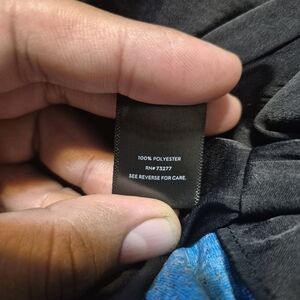 100% POLYESTER
RN# 73277
SEE REVERSE FOR CARE.